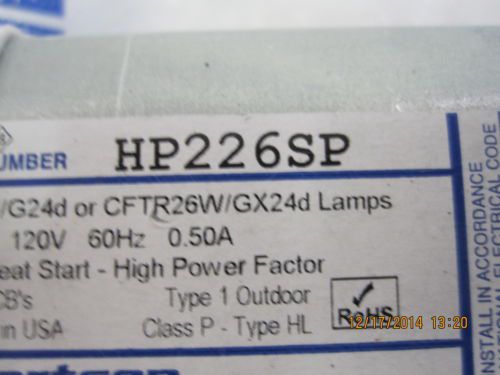 UMBER HP226SP
/G24d or CFTR26W/GX24d Lamps
120V 60Hz 0.50A
eat Start - High Power Factor
CB's Type 1 Outdoor
in USA Class P - Type HL
RoHS
12/17/2014 13:20
INSTALL IN ACCORDANCE
ELECTRICAL CODE